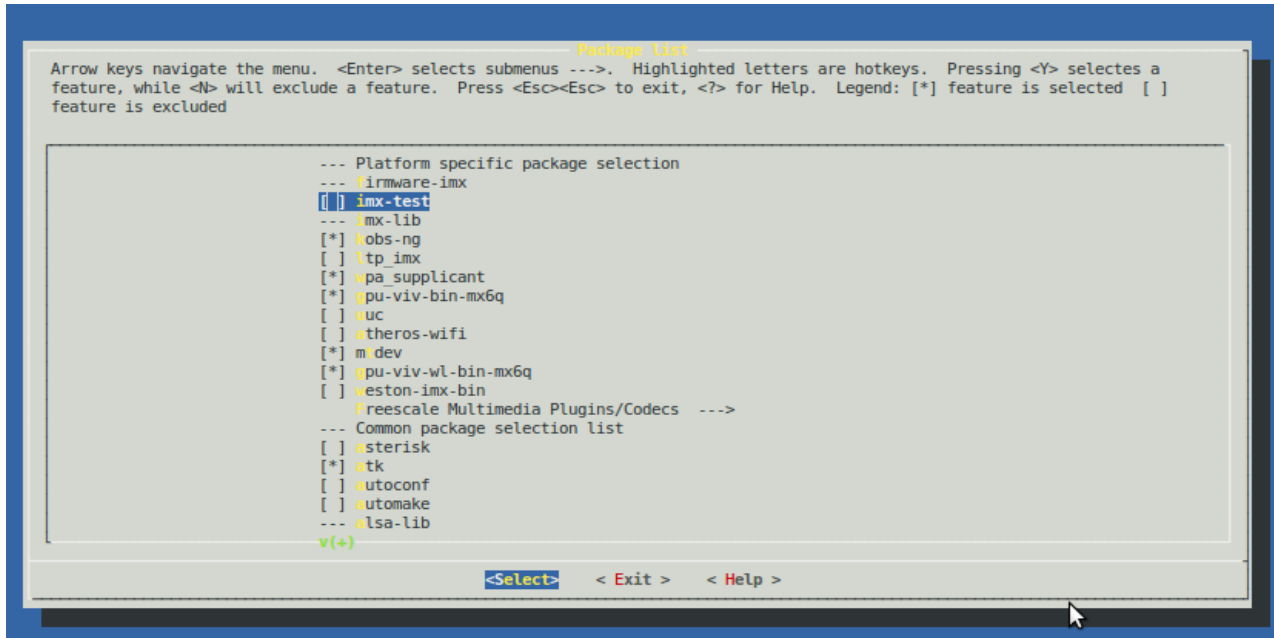 Package list
Arrow keys navigate the menu.  <Enter> selects submenus --->.  Highlighted letters are hotkeys.  Pressing <Y> selectes a
feature, while <N> will exclude a feature.  Press <Esc><Esc> to exit, <?> for Help.  Legend: [*] feature is selected  [ ]
feature is excluded
--- Platform specific package selection
--- firmware-imx
[ ] imx-test
--- imx-lib
[*] kobs-ng
[ ] ltp_imx
[*] wpa_supplicant
[*] gpu-viv-bin-mx6q
[ ] uuc
[ ] atheros-wifi
[*] mtdev
[*] gpu-viv-wl-bin-mx6q
[ ] weston-imx-bin
Freescale Multimedia Plugins/Codecs  --->
--- Common package selection list
[ ] asterisk
[*] atk
[ ] autoconf
[ ] automake
--- alsa-lib
v(+)
<Select>    < Exit >    < Help >